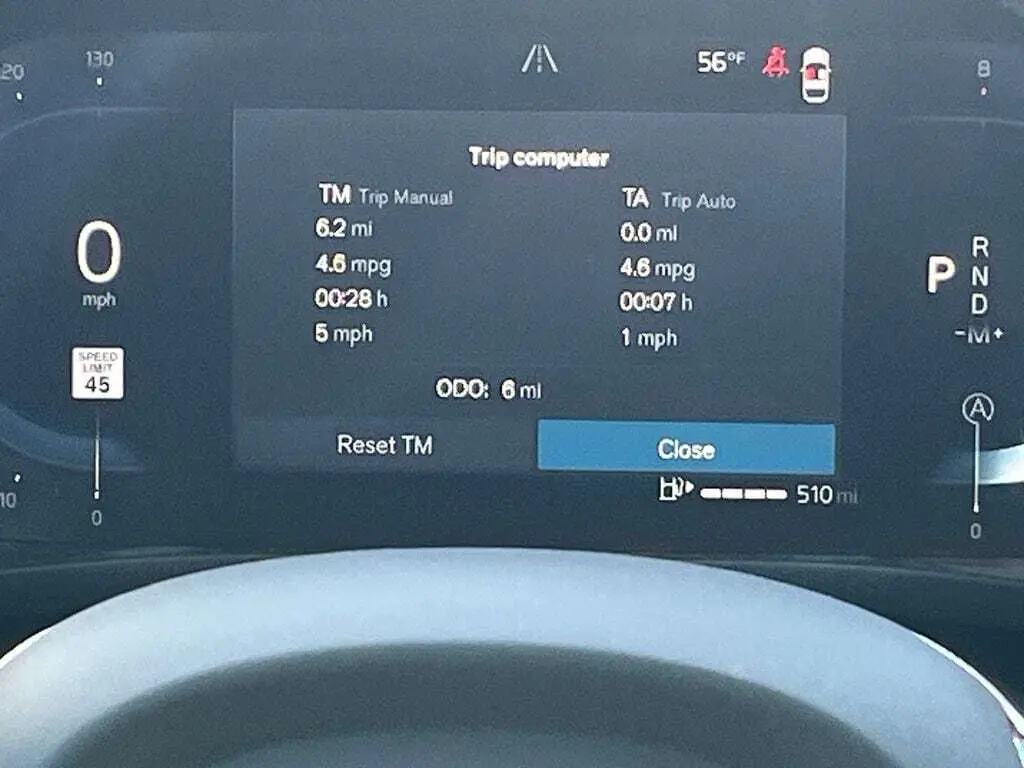 20
130
56°F
8
Trip computer
TM Trip Manual
TA Trip Auto
6.2 mi
0.0 mi
4.6 mpg
4.6 mpg
00:28 h
00:07 h
5 mph
1 mph
ODO: 6 mi
Reset TM
Close
0
mph
SPEED
LIMIT
45
P
R
N
D
-M+
A
510 mi
10
0
0